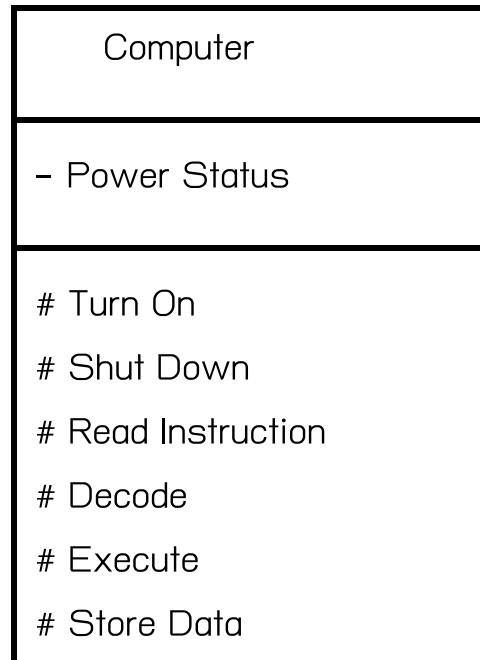 Computer
- Power Status
# Turn On
# Shut Down
# Read Instruction
# Decode
# Execute
# Store Data